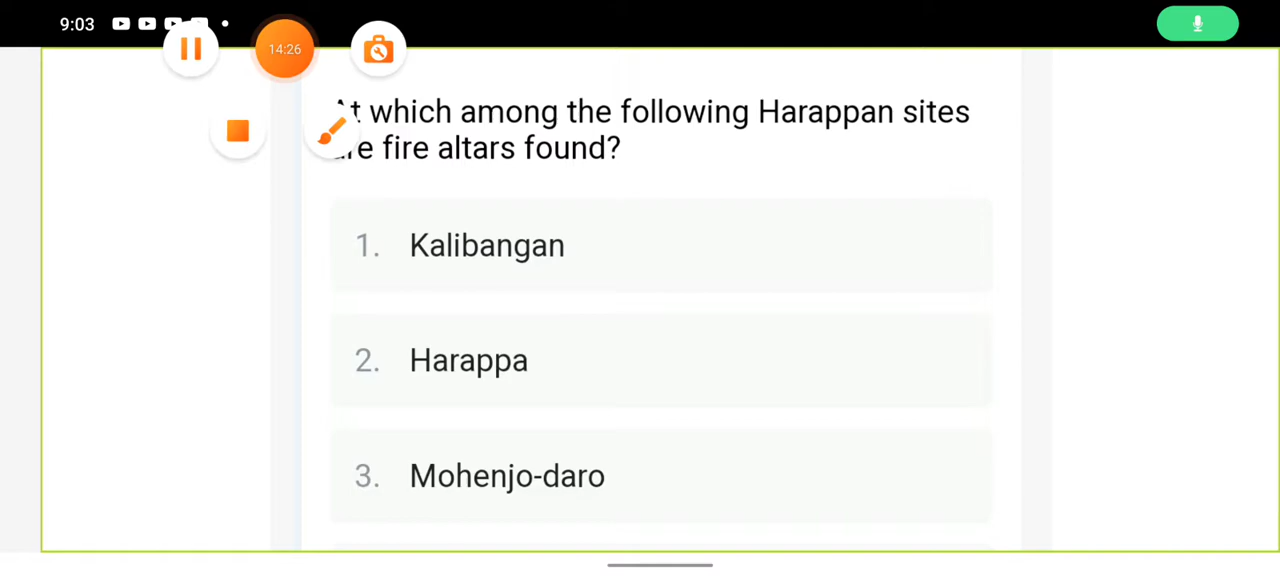 9:03
14:26
which among the following Harappan sites
fire altars found?
1. Kalibangan
2. Harappa
3. Mohenjo-daro